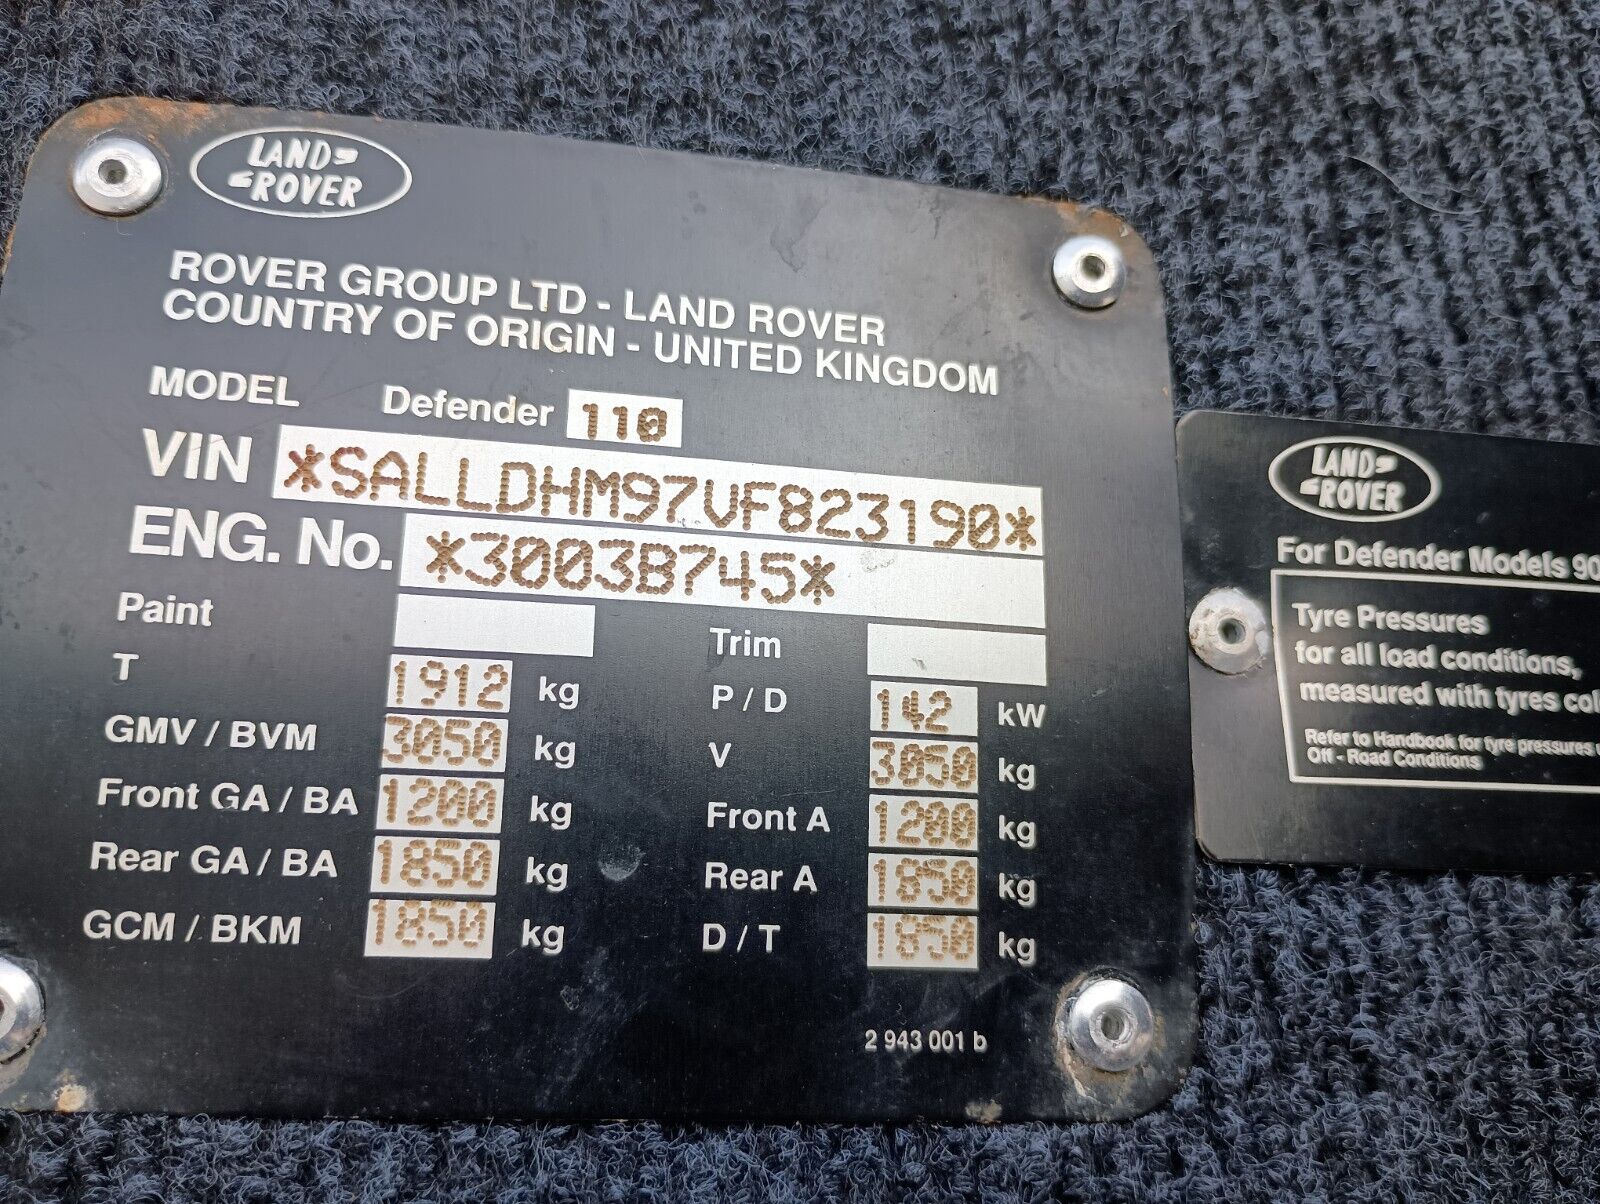 LAND ROVER
ROVER GROUP LTD - LAND ROVER
COUNTRY OF ORIGIN - UNITED KINGDOM
MODEL Defender 110
VIN *SALLDHM97VF823190*
ENG. No. *3003B745*
Paint Trim
T 1912 kg P / D 142 kW
GMV / BVM 3050 kg V 3050 kg
Front GA / BA 1200 kg Front A 1200 kg
Rear GA / BA 1850 kg Rear A 1850 kg
GCM / BKM 1850 kg D / T 1850 kg
2 943 001 b
LAND ROVER
For Defender Models 90
Tyre Pressures
for all load conditions,
measured with tyres
Refer to Handbook for tyre pressures
Off - Road Conditions